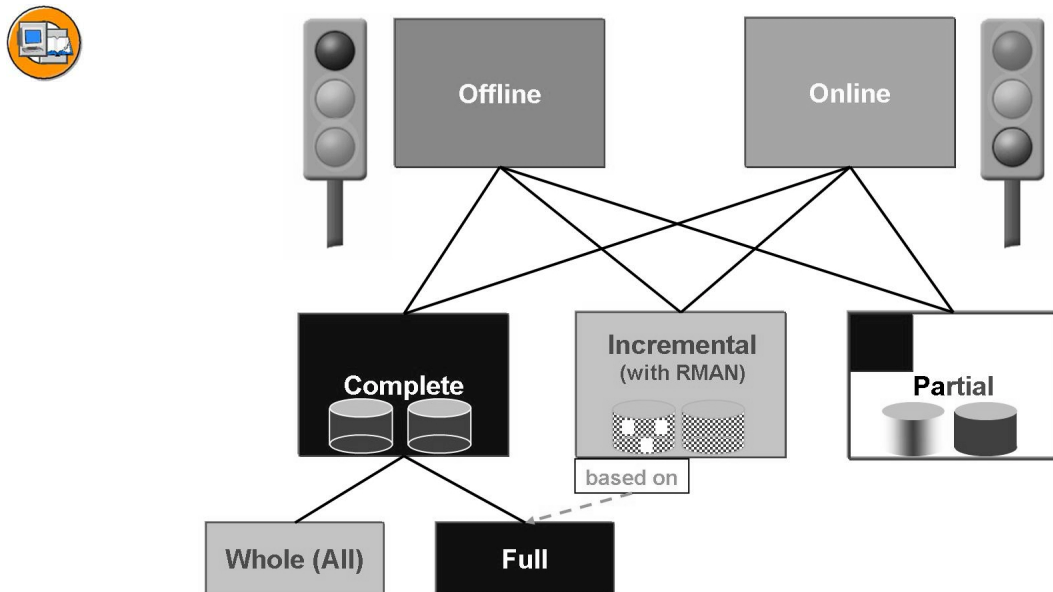 Offline
Online
Complete
Incremental
(with RMAN)
Partial
based on
Whole (All)
Full